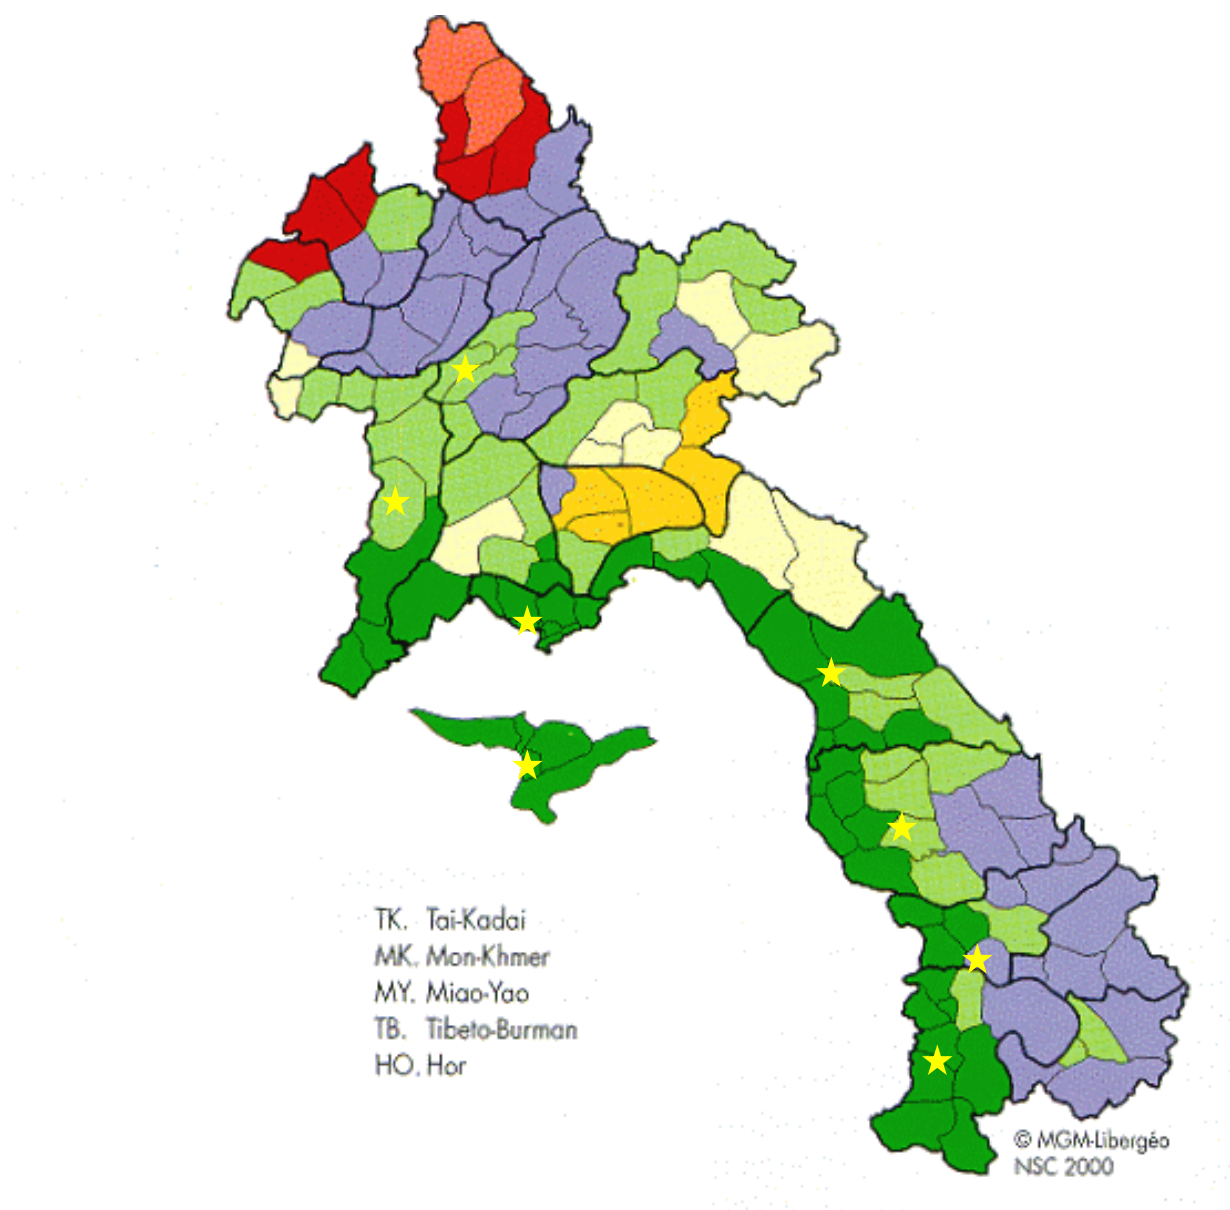 TK. Tai-Kadai
MK. Mon-Khmer
MY. Miao-Yao
TB. Tibeto-Burman
HO. Hor
© MGM-Libergéo
NSC 2000